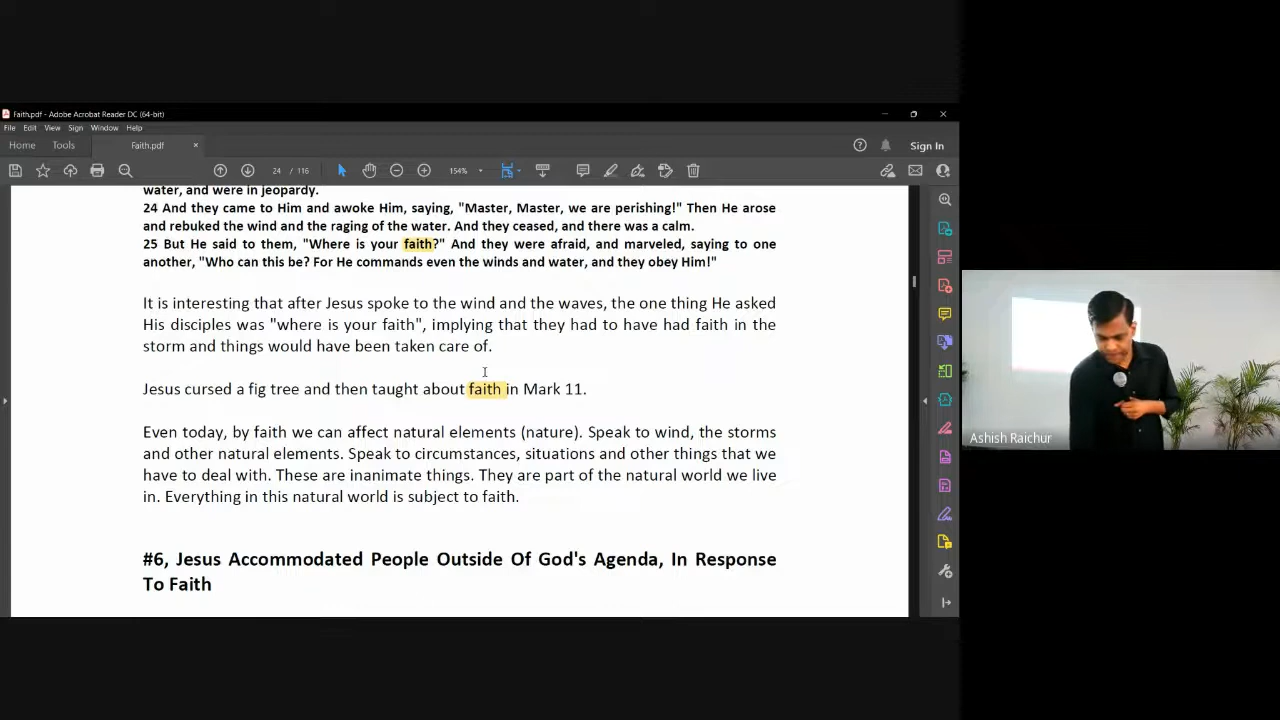 Faith.pdf - Adobe Acrobat Reader DC (64-bit)
File Edit View Sign Window Help
Home Tools Faith.pdf × Sign In
24 / 116 154%
water, and were in jeopardy.
24 And they came to Him and awoke Him, saying, "Master, Master, we are perishing!" Then He arose
and rebuked the wind and the raging of the water. And they ceased, and there was a calm.
25 But He said to them, "Where is your faith?" And they were afraid, and marveled, saying to one
another, "Who can this be? For He commands even the winds and water, and they obey Him!"
It is interesting that after Jesus spoke to the wind and the waves, the one thing He asked
His disciples was "where is your faith", implying that they had to have had faith in the
storm and things would have been taken care of.
Jesus cursed a fig tree and then taught about faith in Mark 11.
Even today, by faith we can affect natural elements (nature). Speak to wind, the storms
and other natural elements. Speak to circumstances, situations and other things that we
have to deal with. These are inanimate things. They are part of the natural world we live
in. Everything in this natural world is subject to faith.
#6, Jesus Accommodated People Outside Of God's Agenda, In Response
To Faith
Ashish Raichur